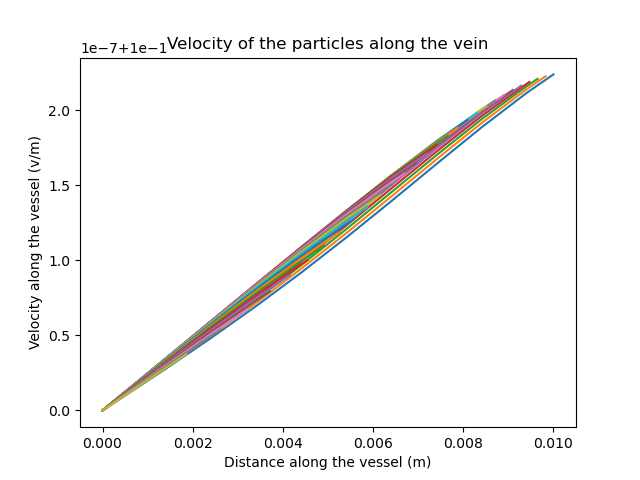 1e−7+1e−1
Velocity of the particles along the vein
Velocity along the vessel (v/m)
2.0
1.5
1.0
0.5
0.0
0.000 0.002 0.004 0.006 0.008 0.010
Distance along the vessel (m)